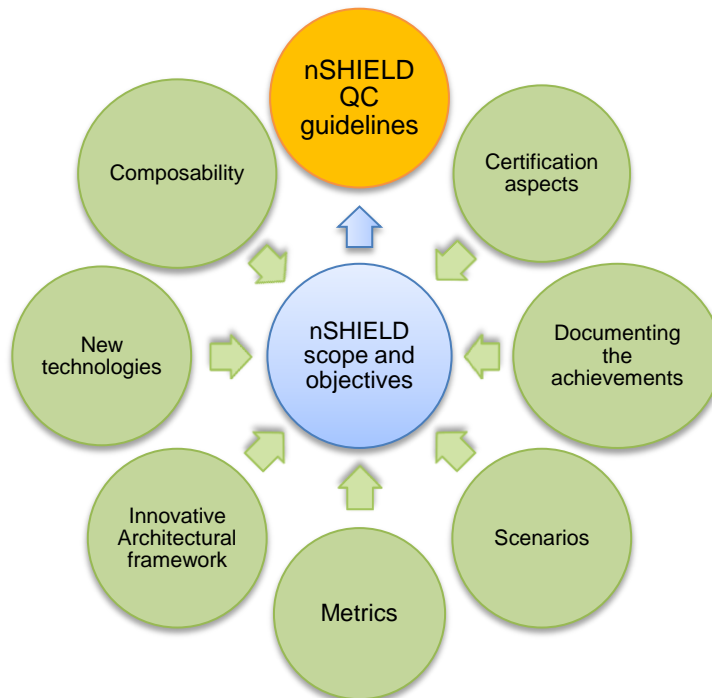 nSHIELD
QC
guidelines
Composability
Certification
aspects
New
technologies
nSHIELD
scope and
objectives
Documenting
the
achievements
Innovative
Architectural
framework
Scenarios
Metrics